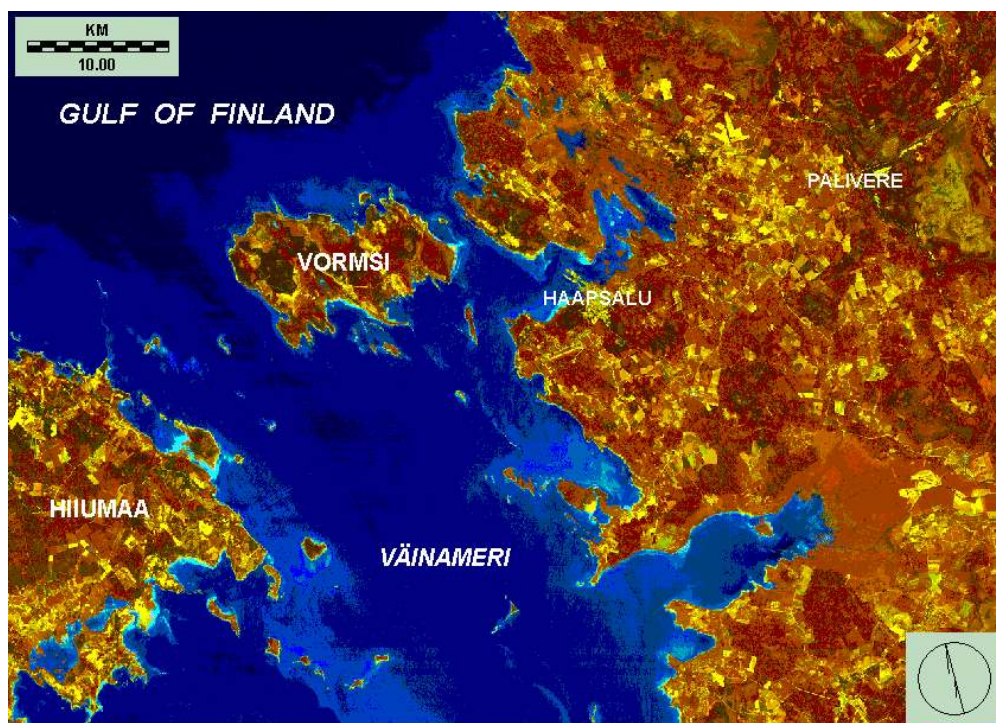 KM
10.00
GULF OF FINLAND
PALIVERE
VORMSI
HAAPSALU
HIIUMAA
VÄINAMERI